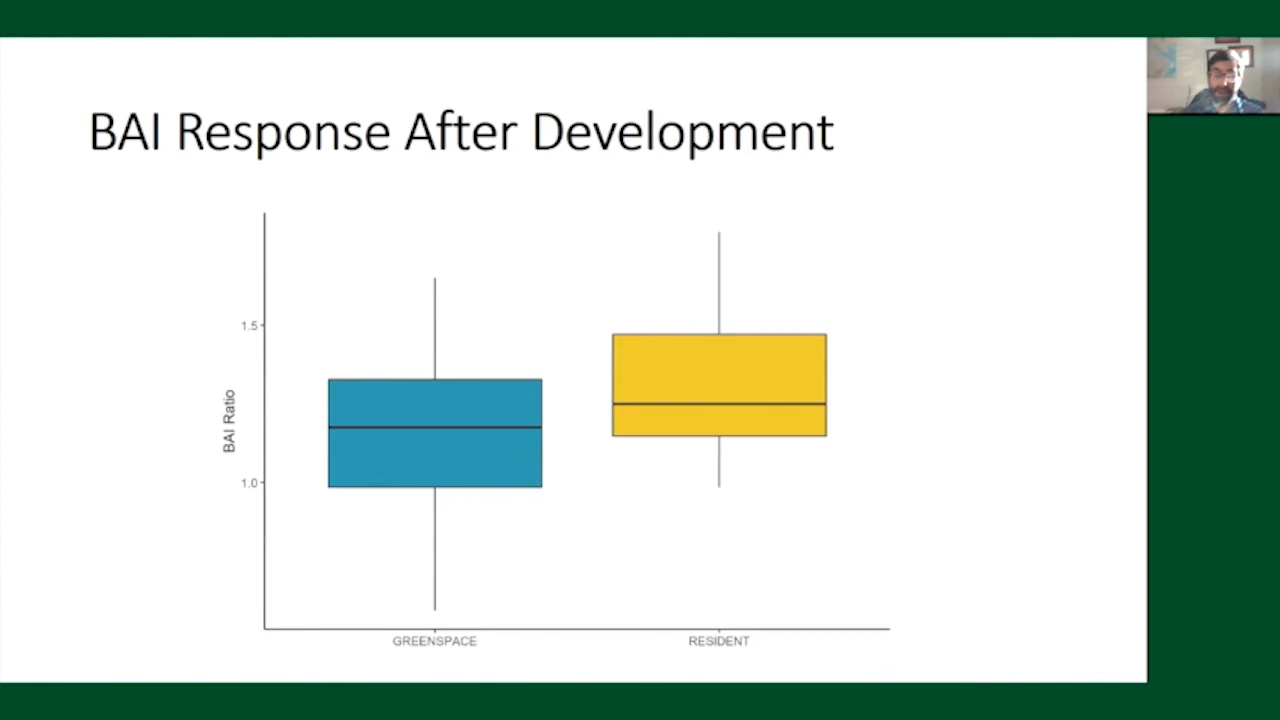 BAI Response After Development
1.5
BAI Ratio
1.0
GREENSPACE
RESIDENT